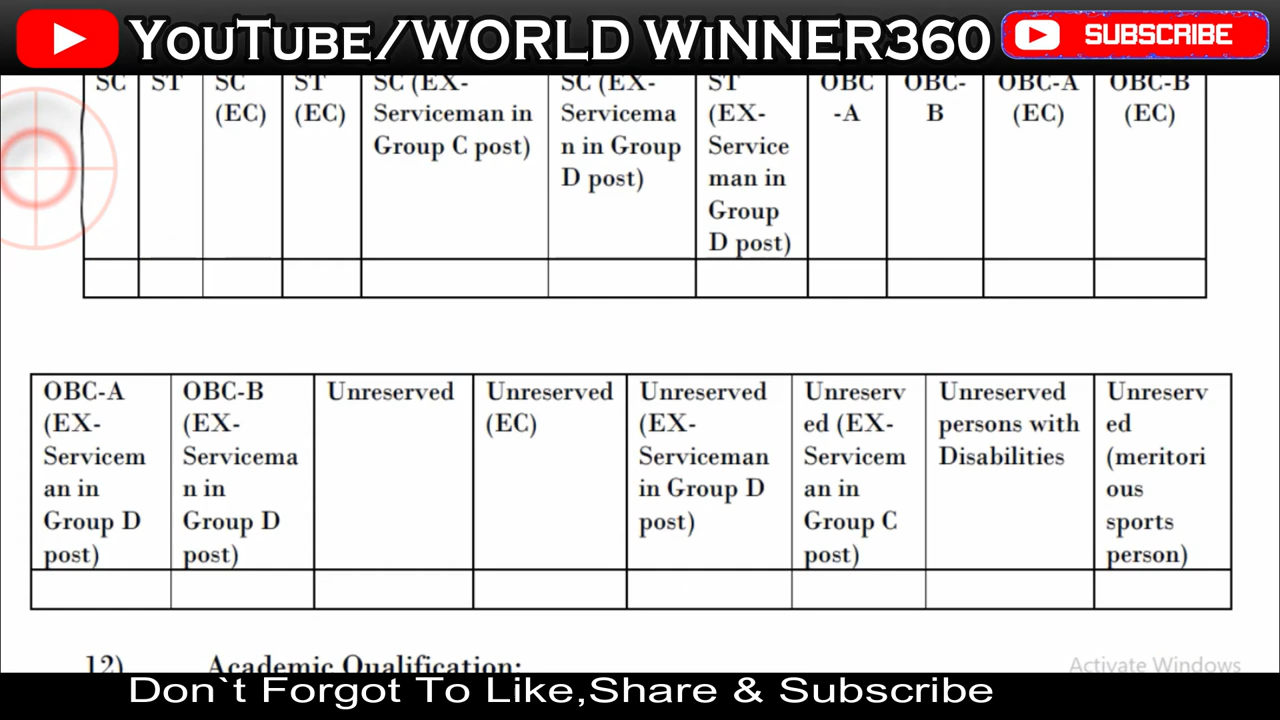 YouTube/WORLD WiNNER360
SUBSCRIBE
SC
ST
SC
(EC)
ST
(EC)
SC (EX-
Serviceman in
Group C post)
SC (EX-
Servicema
n in Group
D post)
ST
(EX-
Service
man in
Group
D post)
OBC
-A
OBC-
B
OBC-A
(EC)
OBC-B
(EC)
OBC-A
(EX-
Servicem
an in
Group D
post)
OBC-B
(EX-
Servicema
n in
Group D
post)
Unreserved
Unreserved
(EC)
Unreserved
(EX-
Serviceman
in Group D
post)
Unreserv
ed (EX-
Servicem
an in
Group C
post)
Unreserved
persons with
Disabilities
Unreserv
ed
(meritori
ous
sports
person)
12) Academic Qualification:
Activate Windows
Don`t Forgot To Like,Share & Subscribe